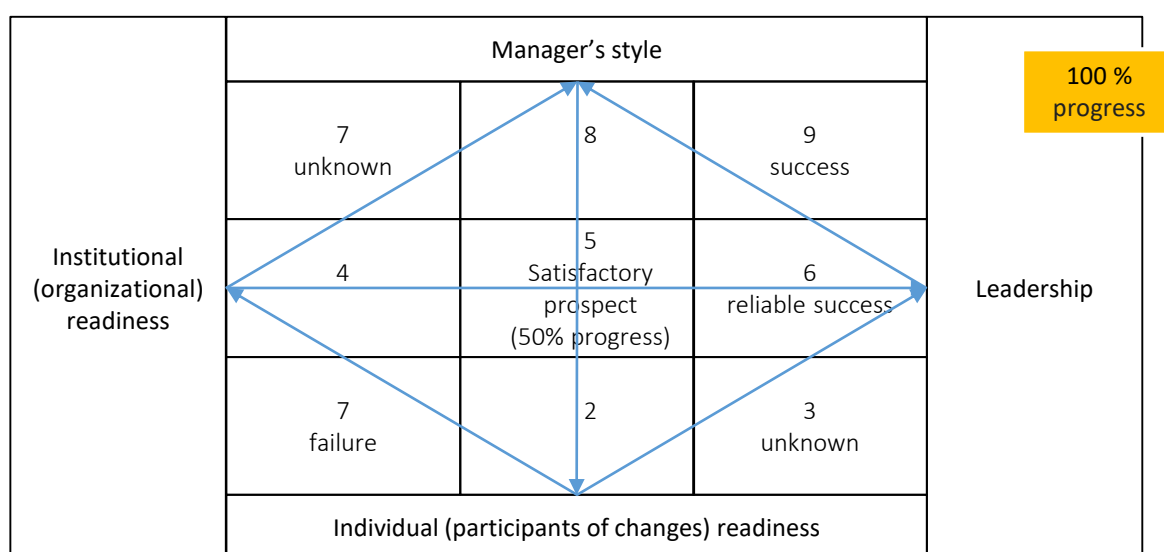 Manager's style
100 %
progress
7
unknown
8
9
success
Institutional
(organizational)
readiness
4
5
Satisfactory
prospect
(50% progress)
6
reliable success
Leadership
7
failure
2
3
unknown
Individual (participants of changes) readiness